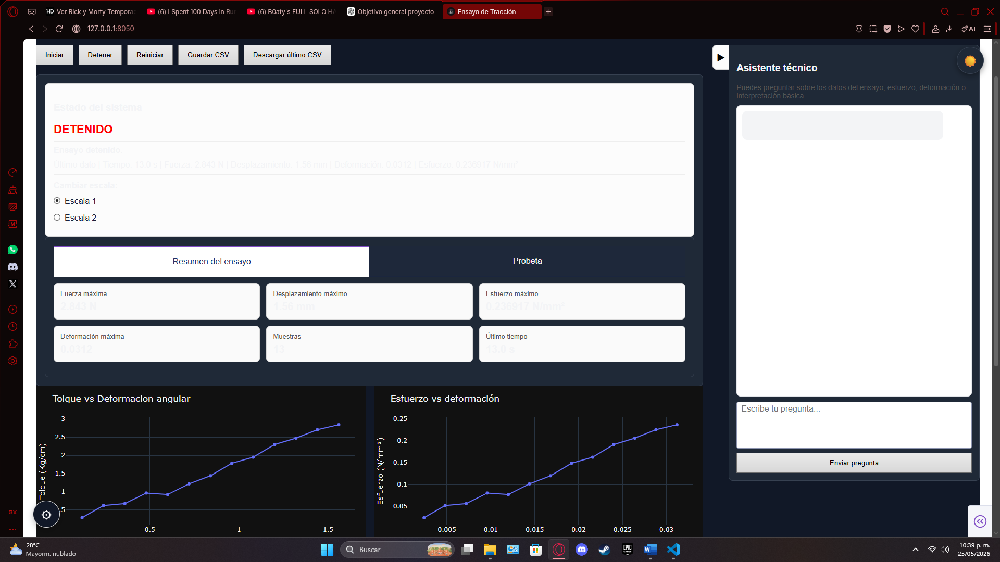 HD Ver Rick y Morty Tempora
(6) I Spent 100 Days in Run
(6) B0aty's FULL SOLO HA
Objetivo general proyecto
Ensayo de Tracción
127.0.0.1:8050
AI
Iniciar
Detener
Reiniciar
Guardar CSV
Descargar último CSV
Estado del sistema
DETENIDO
Ensayo detenido.
Último dato | Tiempo: 13.0 s | Fuerza: 2.843 N | Desplazamiento: 1.56 mm | Deformación: 0.0312 | Esfuerzo: 0.236917 N/mm²
Cambiar escala:
Escala 1
Escala 2
Resumen del ensayo
Probeta
Fuerza máxima
2.843 N
Desplazamiento máximo
1.56 mm
Esfuerzo máximo
0.236917 N/mm²
Deformación máxima
0.0312
Muestras
13
Último tiempo
13.0 s
Tolque vs Deformacion angular
3
2.5
2
1.5
1
.5
Tolque (Kg/cm)
0.5
1
1.5
Esfuerzo vs deformación
0.25
0.2
0.15
0.1
0.05
Esfuerzo (N/mm²)
0.005
0.01
0.015
0.02
0.025
0.03
Asistente técnico
Puedes preguntar sobre los datos del ensayo, esfuerzo, deformación o
interpretación básica.
Escribe tu pregunta...
Enviar pregunta
M
GX
28°C
Mayorm. nublado
Buscar
EPIC
GAMES
W
10:39 p. m.
25/05/2026